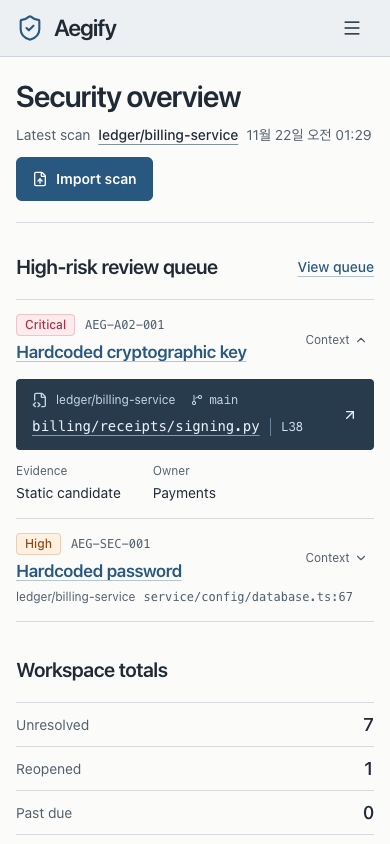 Aegify
Security overview
Latest scan ledger/billing-service 11월 22일 오전 01:29
Import scan
High-risk review queue View queue
Critical AEG-A02-001
Context
Hardcoded cryptographic key
ledger/billing-service main
billing/receipts/signing.py L38
Evidence Owner
Static candidate Payments
High AEG-SEC-001
Context
Hardcoded password
ledger/billing-service service/config/database.ts:67
Workspace totals
Unresolved 7
Reopened 1
Past due 0